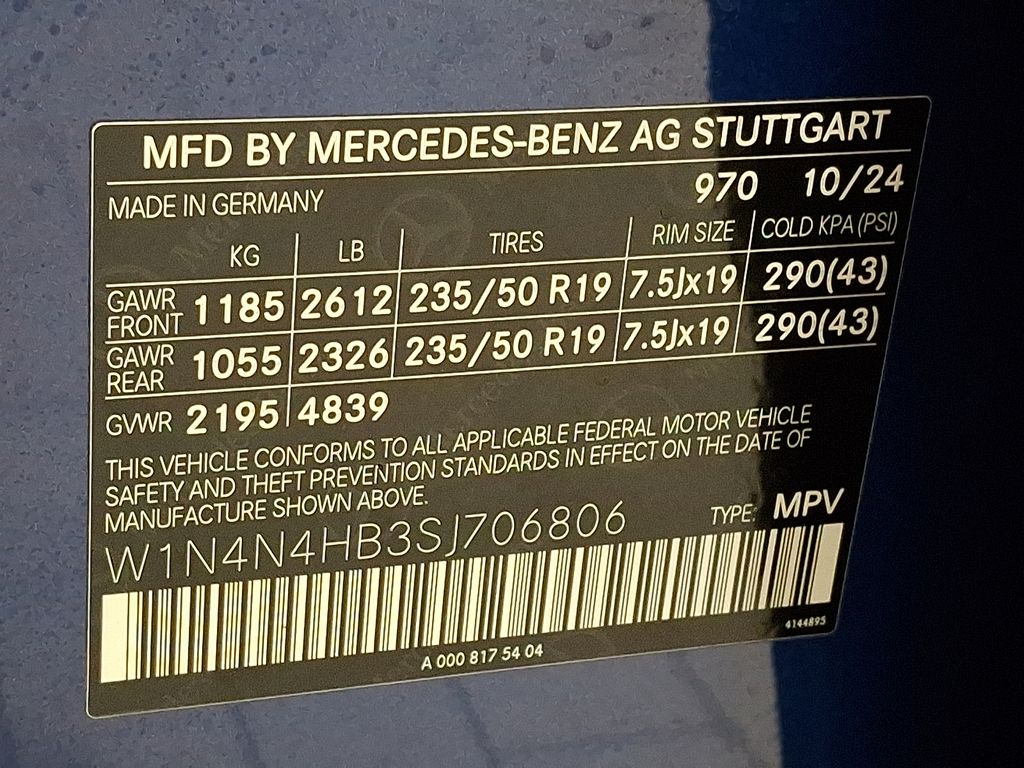 MFD BY MERCEDES-BENZ AG STUTTGART
MADE IN GERMANY 970 10/24
KG LB TIRES RIM SIZE COLD KPA (PSI)
GAWR FRONT 1185 2612 235/50 R19 7.5Jx19 290(43)
GAWR REAR 1055 2326 235/50 R19 7.5Jx19 290(43)
GVWR 2195 4839
THIS VEHICLE CONFORMS TO ALL APPLICABLE FEDERAL MOTOR VEHICLE
SAFETY AND THEFT PREVENTION STANDARDS IN EFFECT ON THE DATE OF
MANUFACTURE SHOWN ABOVE.
W1N4N4HB3SJ706806 TYPE: MPV
4144895
A 000 817 54 04